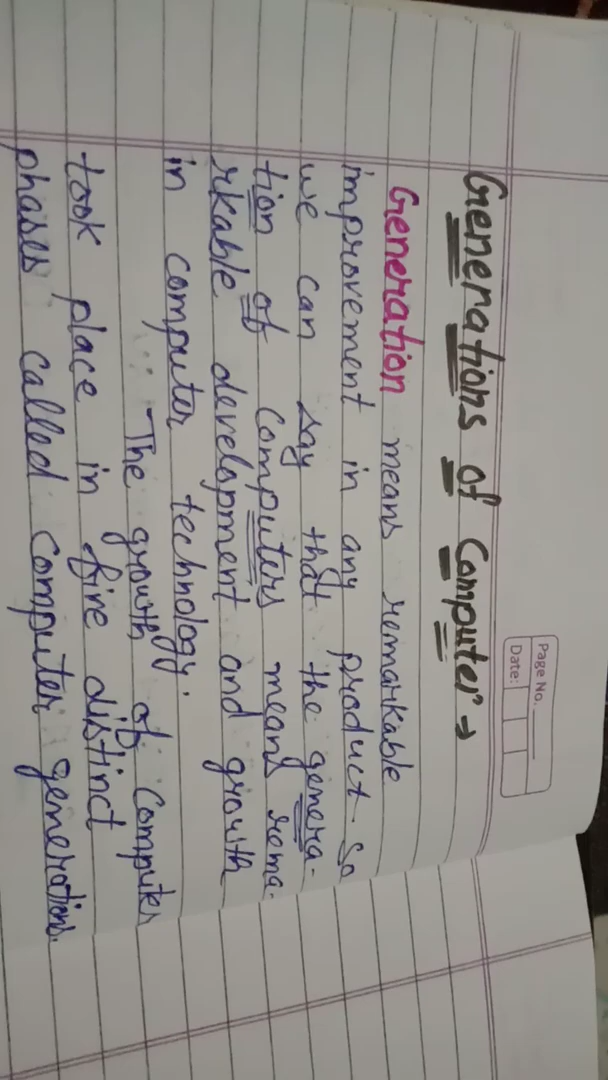 Page No.
Date:
Generations of Computer →
Generation means remarkable
improvement in any product. So
we can say that the genera-
tion of Computers means rema-
rkable development and growth
in computer technology.
The growth of Computer
took place in five distinct
phases called Computer generations.